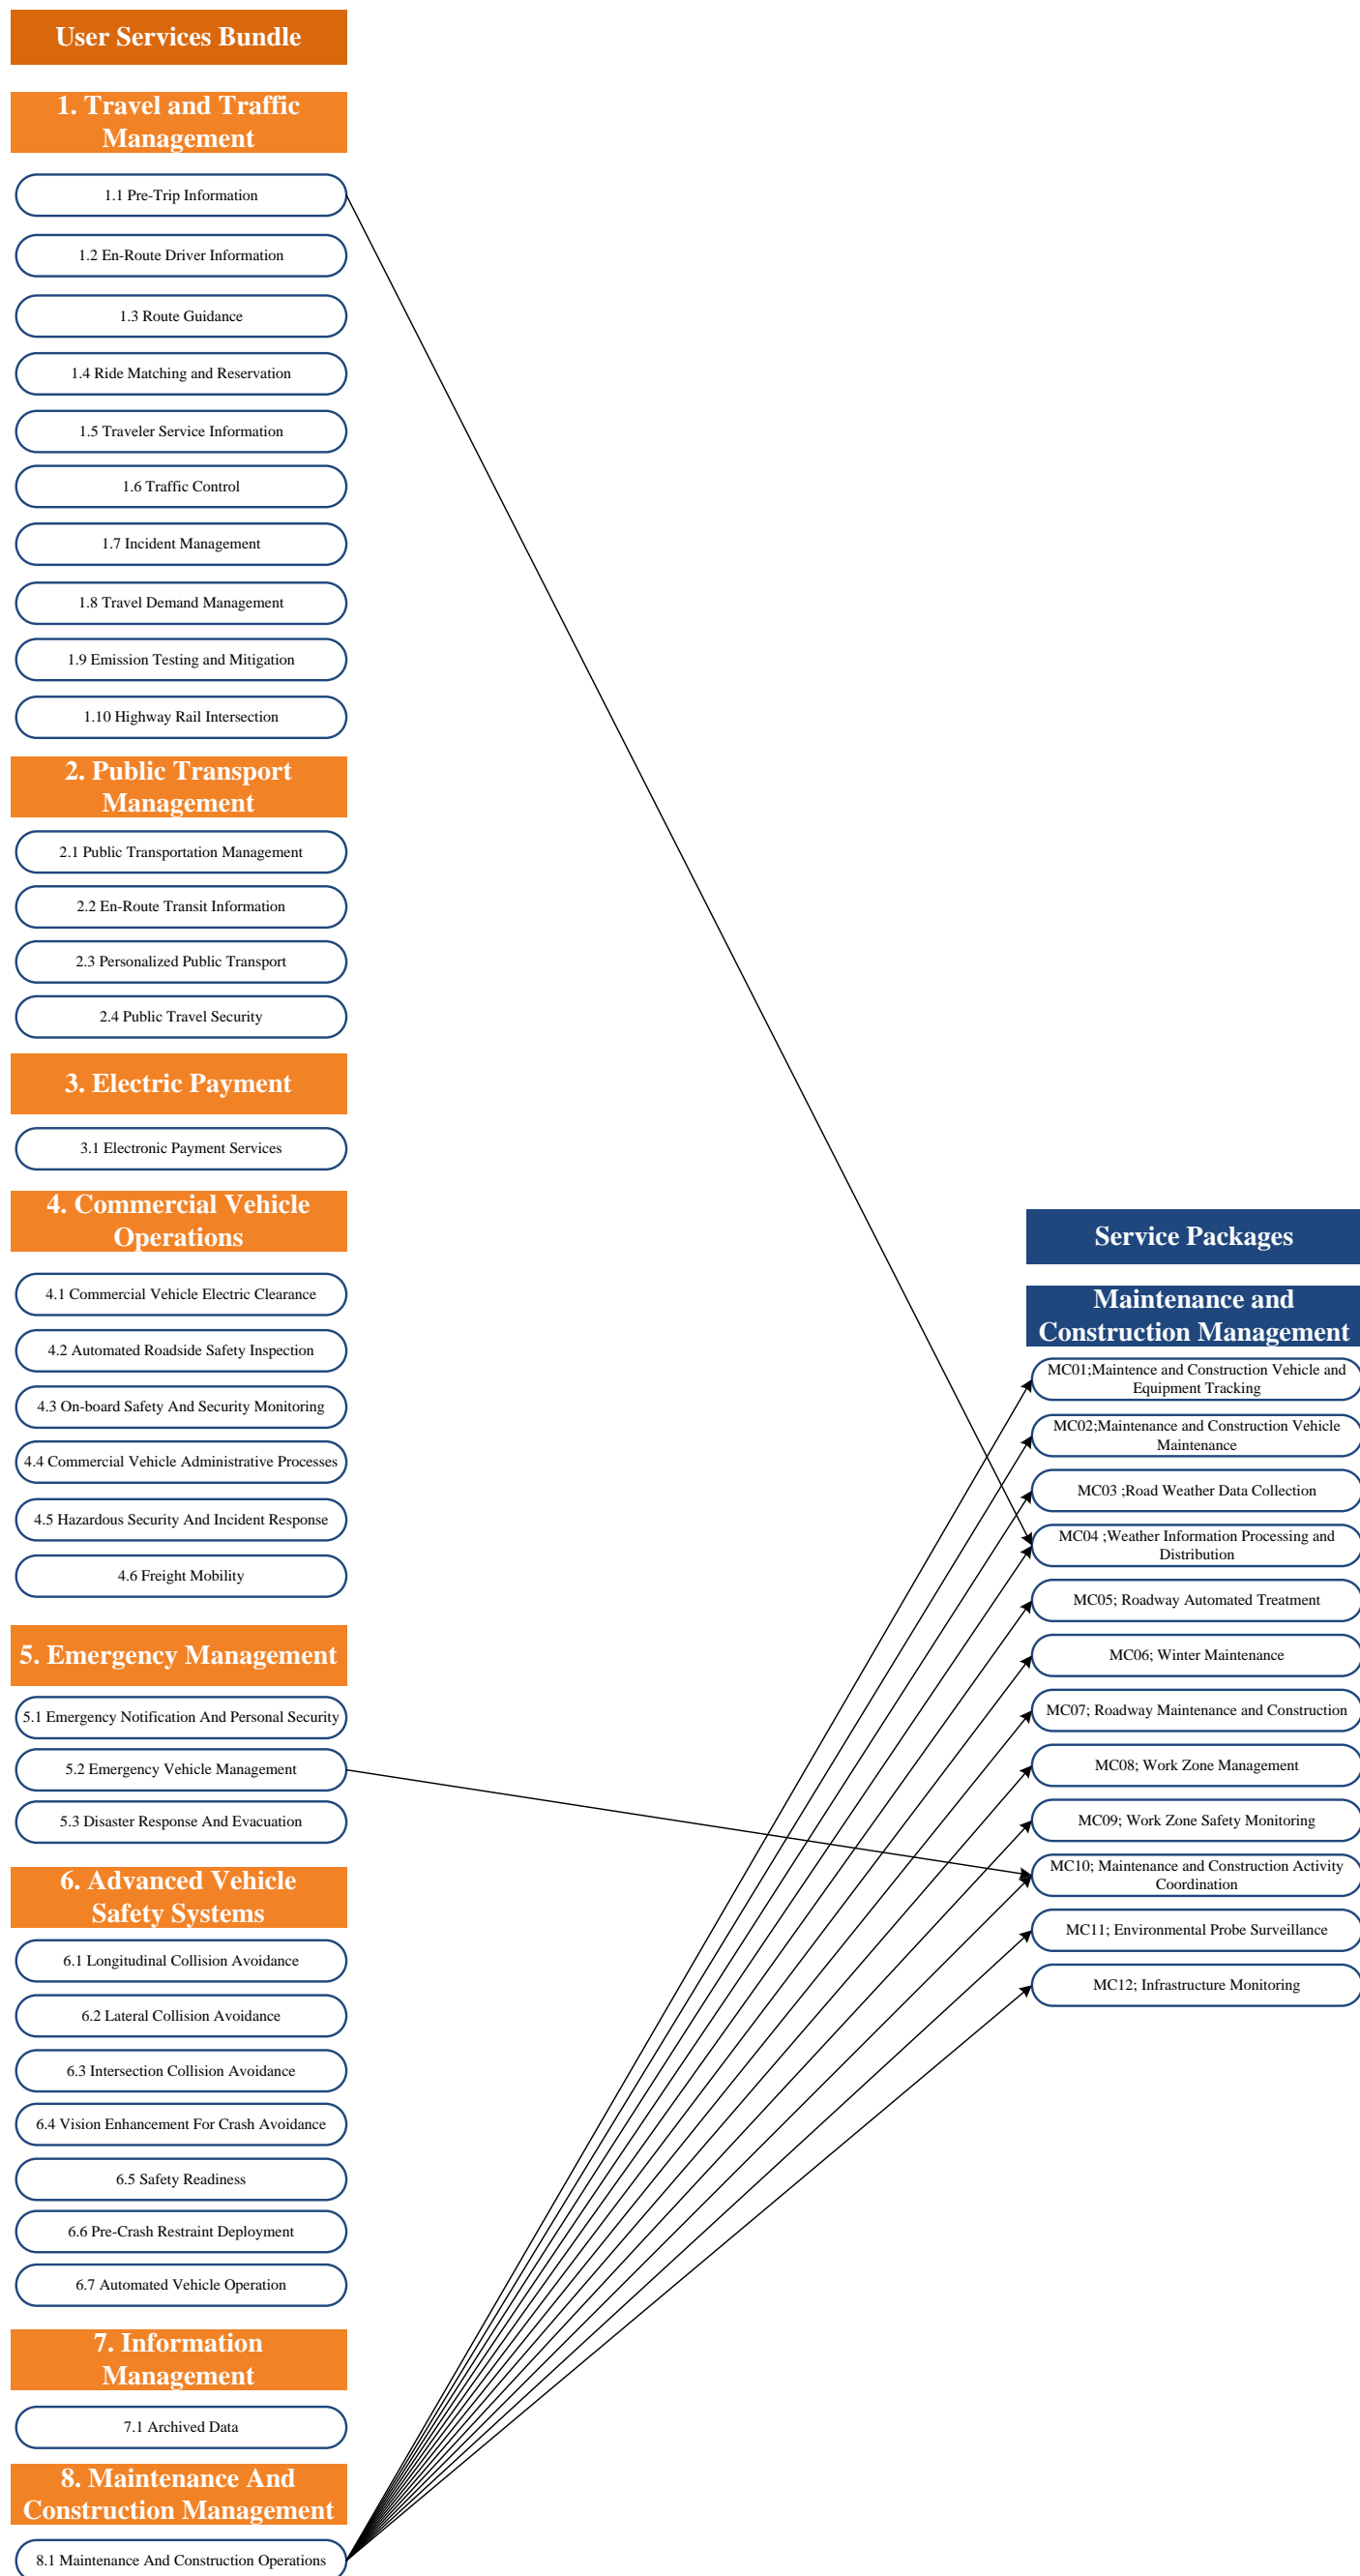 User Services Bundle
1. Travel and Traffic
Management
1.1 Pre-Trip Information
1.2 En-Route Driver Information
1.3 Route Guidance
1.4 Ride Matching and Reservation
1.5 Traveler Service Information
1.6 Traffic Control
1.7 Incident Management
1.8 Travel Demand Management
1.9 Emission Testing and Mitigation
1.10 Highway Rail Intersection
2. Public Transport
Management
2.1 Public Transportation Management
2.2 En-Route Transit Information
2.3 Personalized Public Transport
2.4 Public Travel Security
3. Electric Payment
3.1 Electronic Payment Services
4. Commercial Vehicle
Operations
4.1 Commercial Vehicle Electric Clearance
4.2 Automated Roadside Safety Inspection
4.3 On-board Safety And Security Monitoring
4.4 Commercial Vehicle Administrative Processes
4.5 Hazardous Security And Incident Response
4.6 Freight Mobility
5. Emergency Management
5.1 Emergency Notification And Personal Security
5.2 Emergency Vehicle Management
5.3 Disaster Response And Evacuation
6. Advanced Vehicle
Safety Systems
6.1 Longitudinal Collision Avoidance
6.2 Lateral Collision Avoidance
6.3 Intersection Collision Avoidance
6.4 Vision Enhancement For Crash Avoidance
6.5 Safety Readiness
6.6 Pre-Crash Restraint Deployment
6.7 Automated Vehicle Operation
7. Information
Management
7.1 Archived Data
8. Maintenance And
Construction Management
8.1 Maintenance And Construction Operations
Service Packages
Maintenance and
Construction Management
MC01;Maintence and Construction Vehicle and
Equipment Tracking
MC02;Maintenance and Construction Vehicle
Maintenance
MC03 ;Road Weather Data Collection
MC04 ;Weather Information Processing and
Distribution
MC05; Roadway Automated Treatment
MC06; Winter Maintenance
MC07; Roadway Maintenance and Construction
MC08; Work Zone Management
MC09; Work Zone Safety Monitoring
MC10; Maintenance and Construction Activity
Coordination
MC11; Environmental Probe Surveillance
MC12; Infrastructure Monitoring